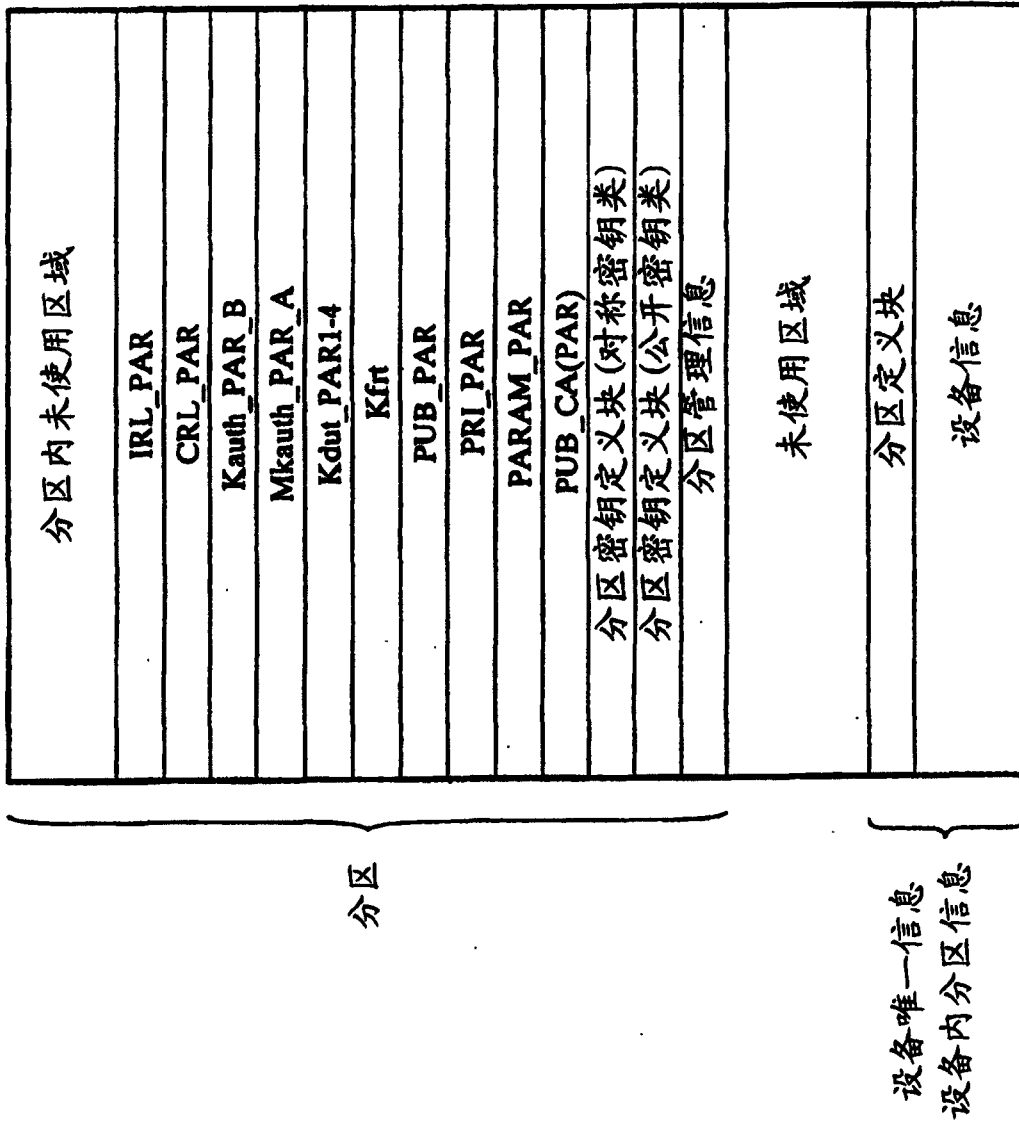 分区
分区内未使用区域
IRL_PAR
CRL_PAR
Kauth_PAR_B
Mkauth_PAR_A
Kdut_PAR1-4
Kfrt
PUB_PAR
PRI_PAR
PARAM_PAR
PUB_CA(PAR)
分区密钥定义块(对称密钥类)
分区密钥定义块(公开密钥类)
分区管理信息
未使用区域
设备唯一信息
设备内分区信息
分区定义块
设备信息